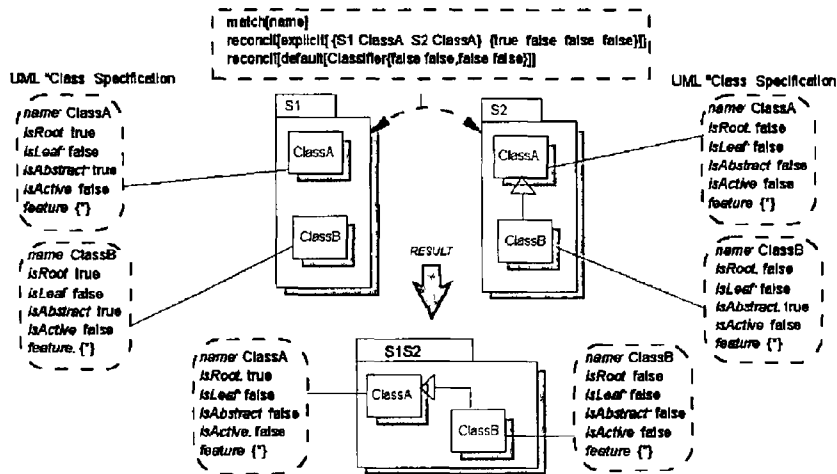 match[name]
reconcil[explicit[ {S1 ClassA S2 ClassA} {true false false false}]]
reconcil[default[Classifier{false false,false false}]]
UML "Class Specification
name ClassA
isRoot true
isLeaf false
isAbstract true
isActive false
feature {*}
name ClassB
isRoot true
isLeaf false
isAbstract true
isActive false
feature. {*}
S1
ClassA
ClassB
S2
ClassA
ClassB
UML "Class Specification
name ClassA
isRoot. false
isLeaf false
isAbstract false
isActive false
feature {*}
name ClassB
isRoot. false
isLeaf false
isAbstract. true
isActive false
feature {*}
RESULT
name ClassA
isRoot. true
isLeaf false
isAbstract false
isActive. false
feature {*}
S1S2
ClassA
ClassB
name ClassB
isRoot false
isLeaf false
isAbstract false
isActive false
feature {*}